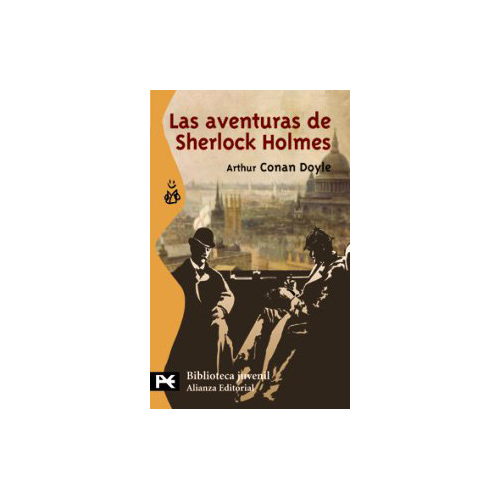 Las aventuras de
Sherlock Holmes
Arthur Conan Doyle
Biblioteca juvenil
Alianza Editorial